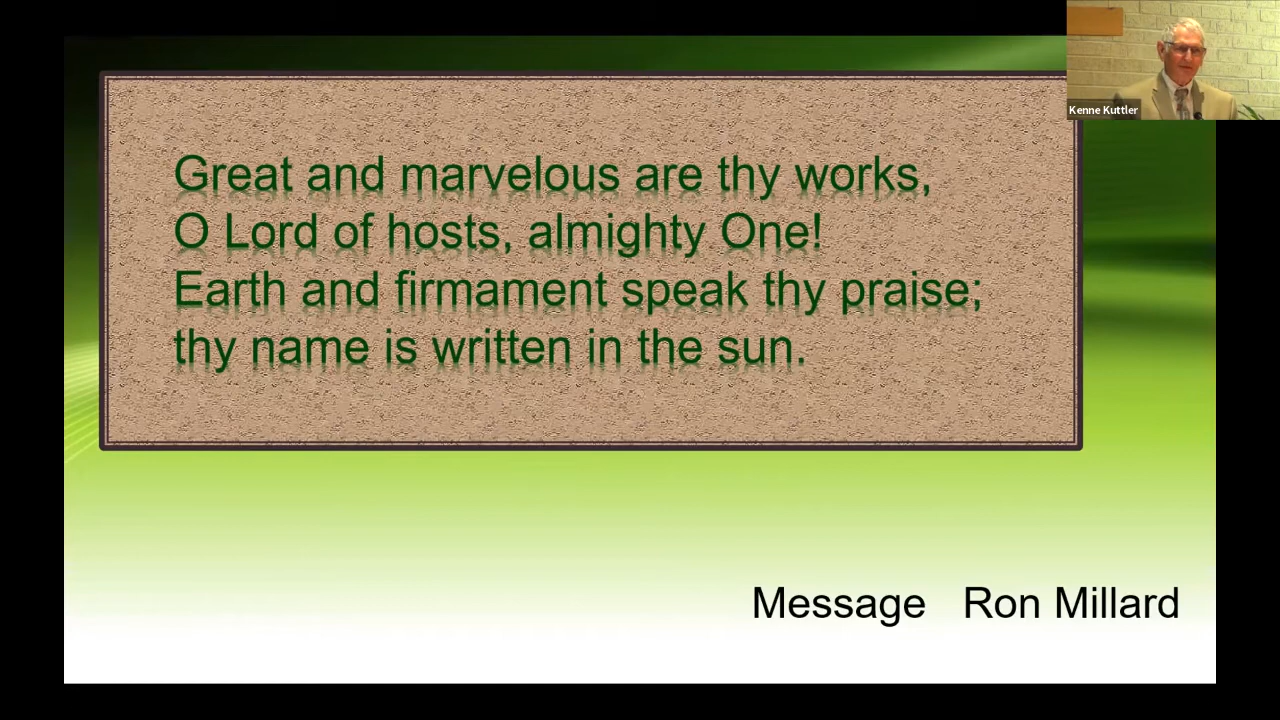 Kenne Kuttler
Great and marvelous are thy works,
O Lord of hosts, almighty One!
Earth and firmament speak thy praise;
thy name is written in the sun.
Message Ron Millard